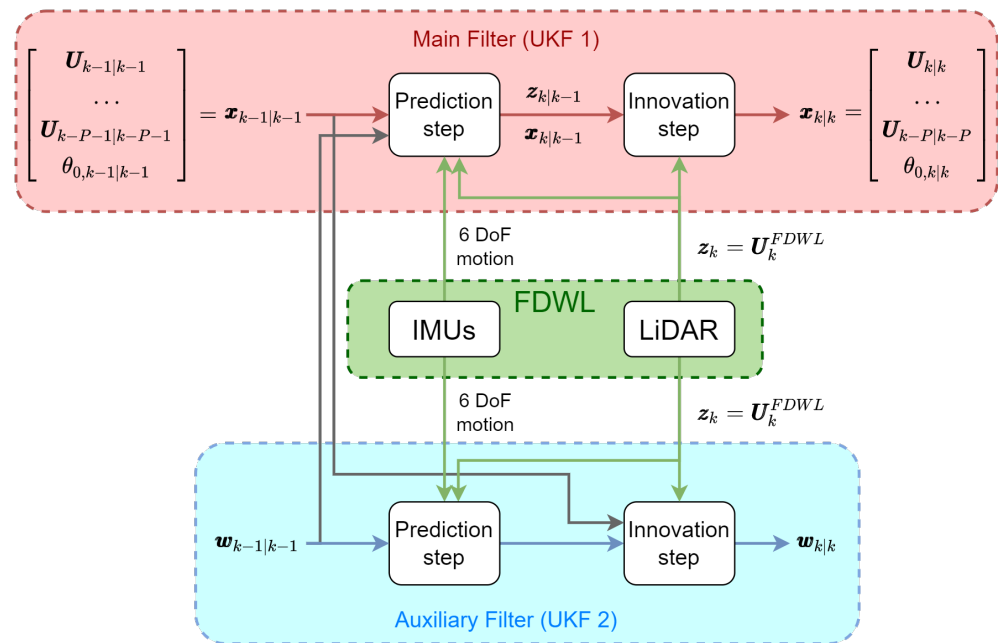 Main Filter (UKF 1)
U_{k−1|k−1}
...
U_{k−P−1|k−P−1}
θ_{0,k−1|k−1}
= x_{k−1|k−1}
Prediction
step
z_{k|k−1}
x_{k|k−1}
Innovation
step
x_{k|k} =
U_{k|k}
...
U_{k−P|k−P}
θ_{0,k|k}
6 DoF
motion
z_k = U_k^{FDWL}
FDWL
IMUs
LiDAR
6 DoF
motion
z_k = U_k^{FDWL}
w_{k−1|k−1}
Prediction
step
Innovation
step
w_{k|k}
Auxiliary Filter (UKF 2)